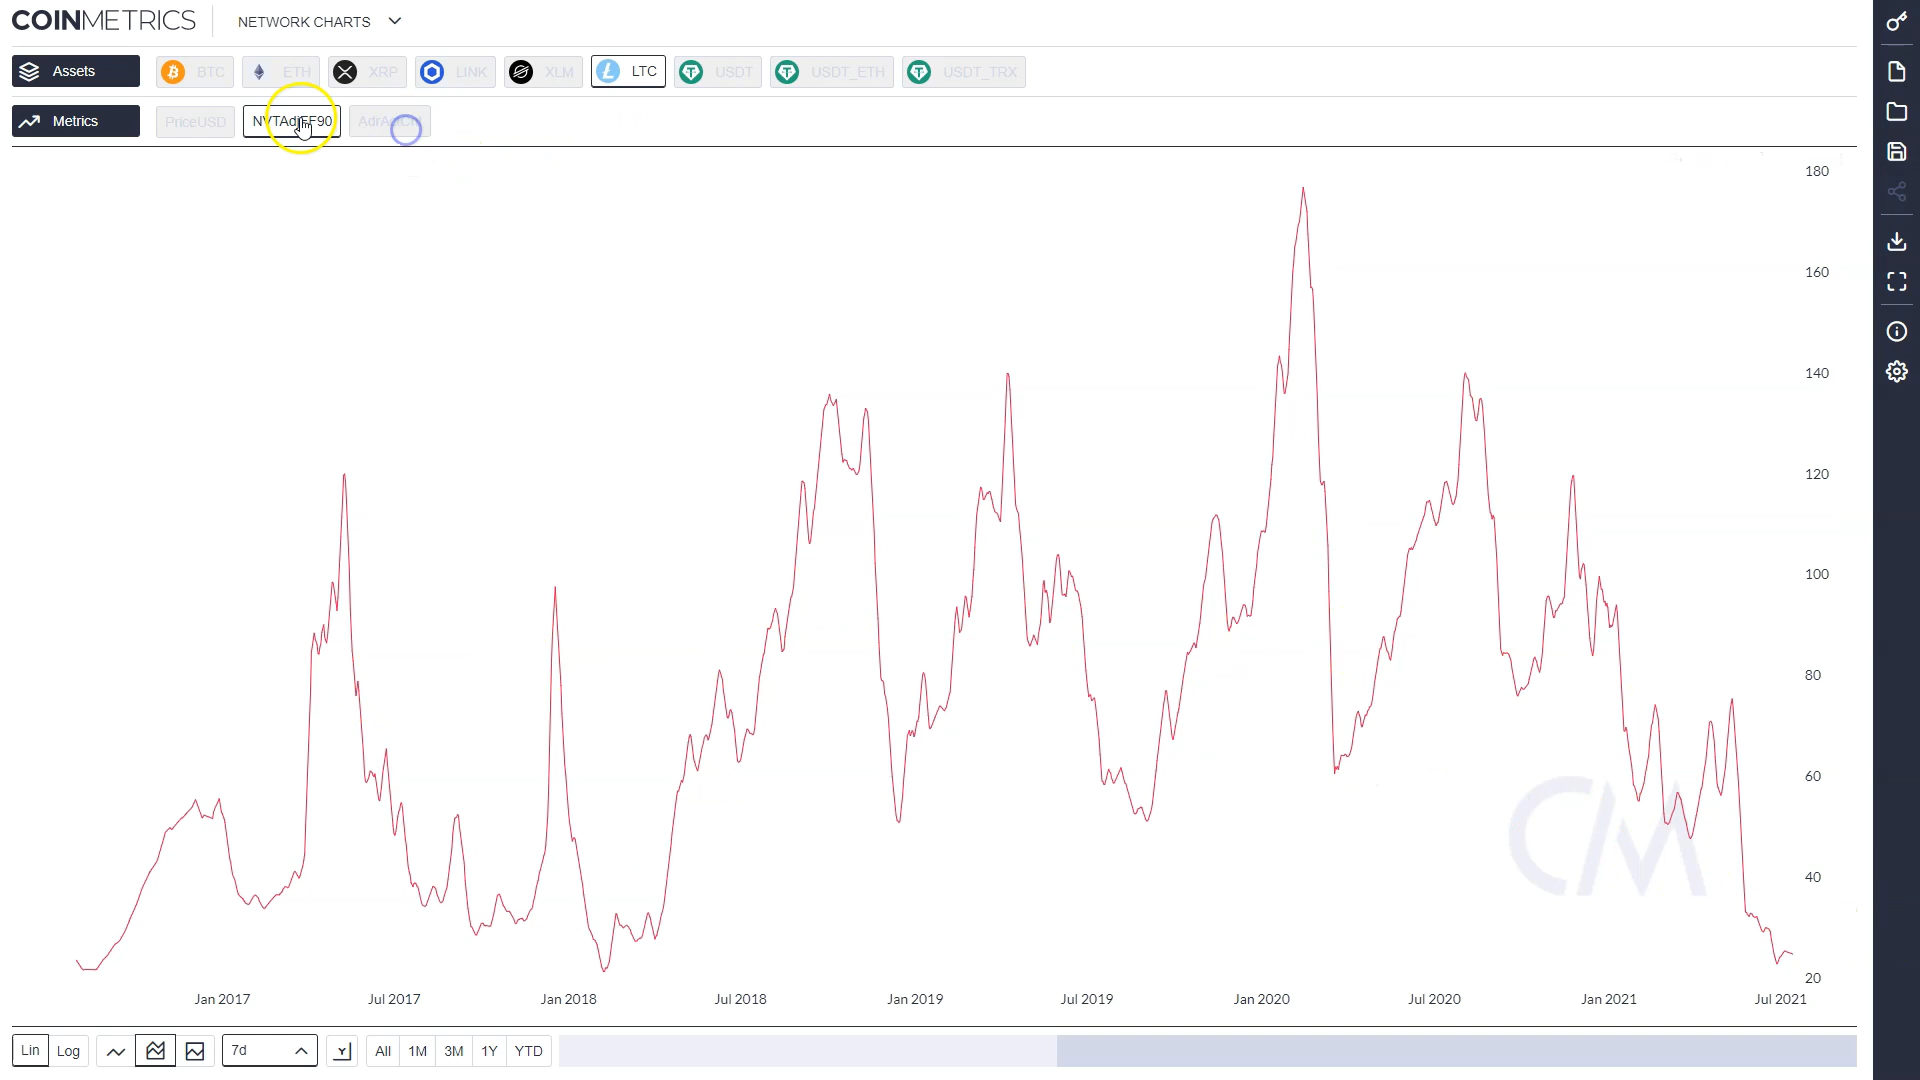 COINMETRICS NETWORK CHARTS
Assets BTC ETH XRP LINK XLM LTC USDT USDT_ETH USDT_TRX
Metrics PriceUSD NVTAdjFF90
180
160
140
120
100
80
60
40
20
CM
Jan 2017 Jul 2017 Jan 2018 Jul 2018 Jan 2019 Jul 2019 Jan 2020 Jul 2020 Jan 2021 Jul 2021
Lin Log 7d All 1M 3M 1Y YTD